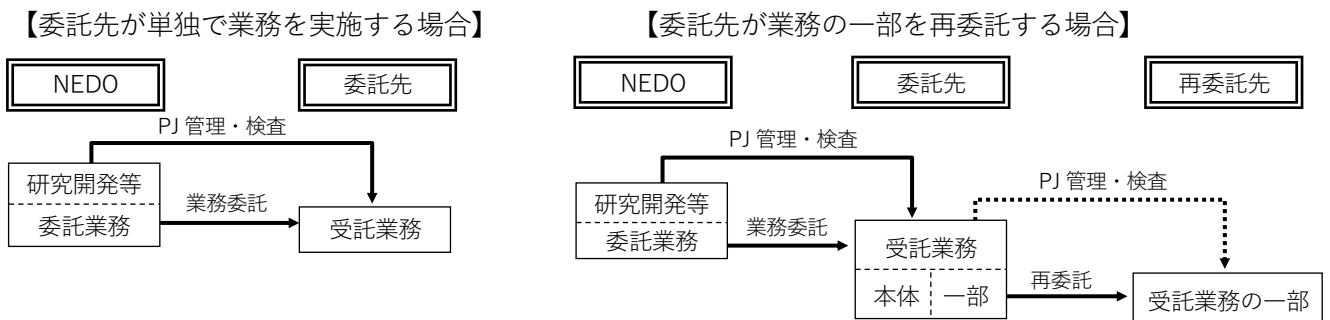 【委託先が単独で業務を実施する場合】
NEDO
委託先
PJ 管理・検査
研究開発等
委託業務
業務委託
受託業務
【委託先が業務の一部を再委託する場合】
NEDO
委託先
再委託先
PJ 管理・検査
PJ 管理・検査
研究開発等
委託業務
業務委託
受託業務
本体
一部
再委託
受託業務の一部